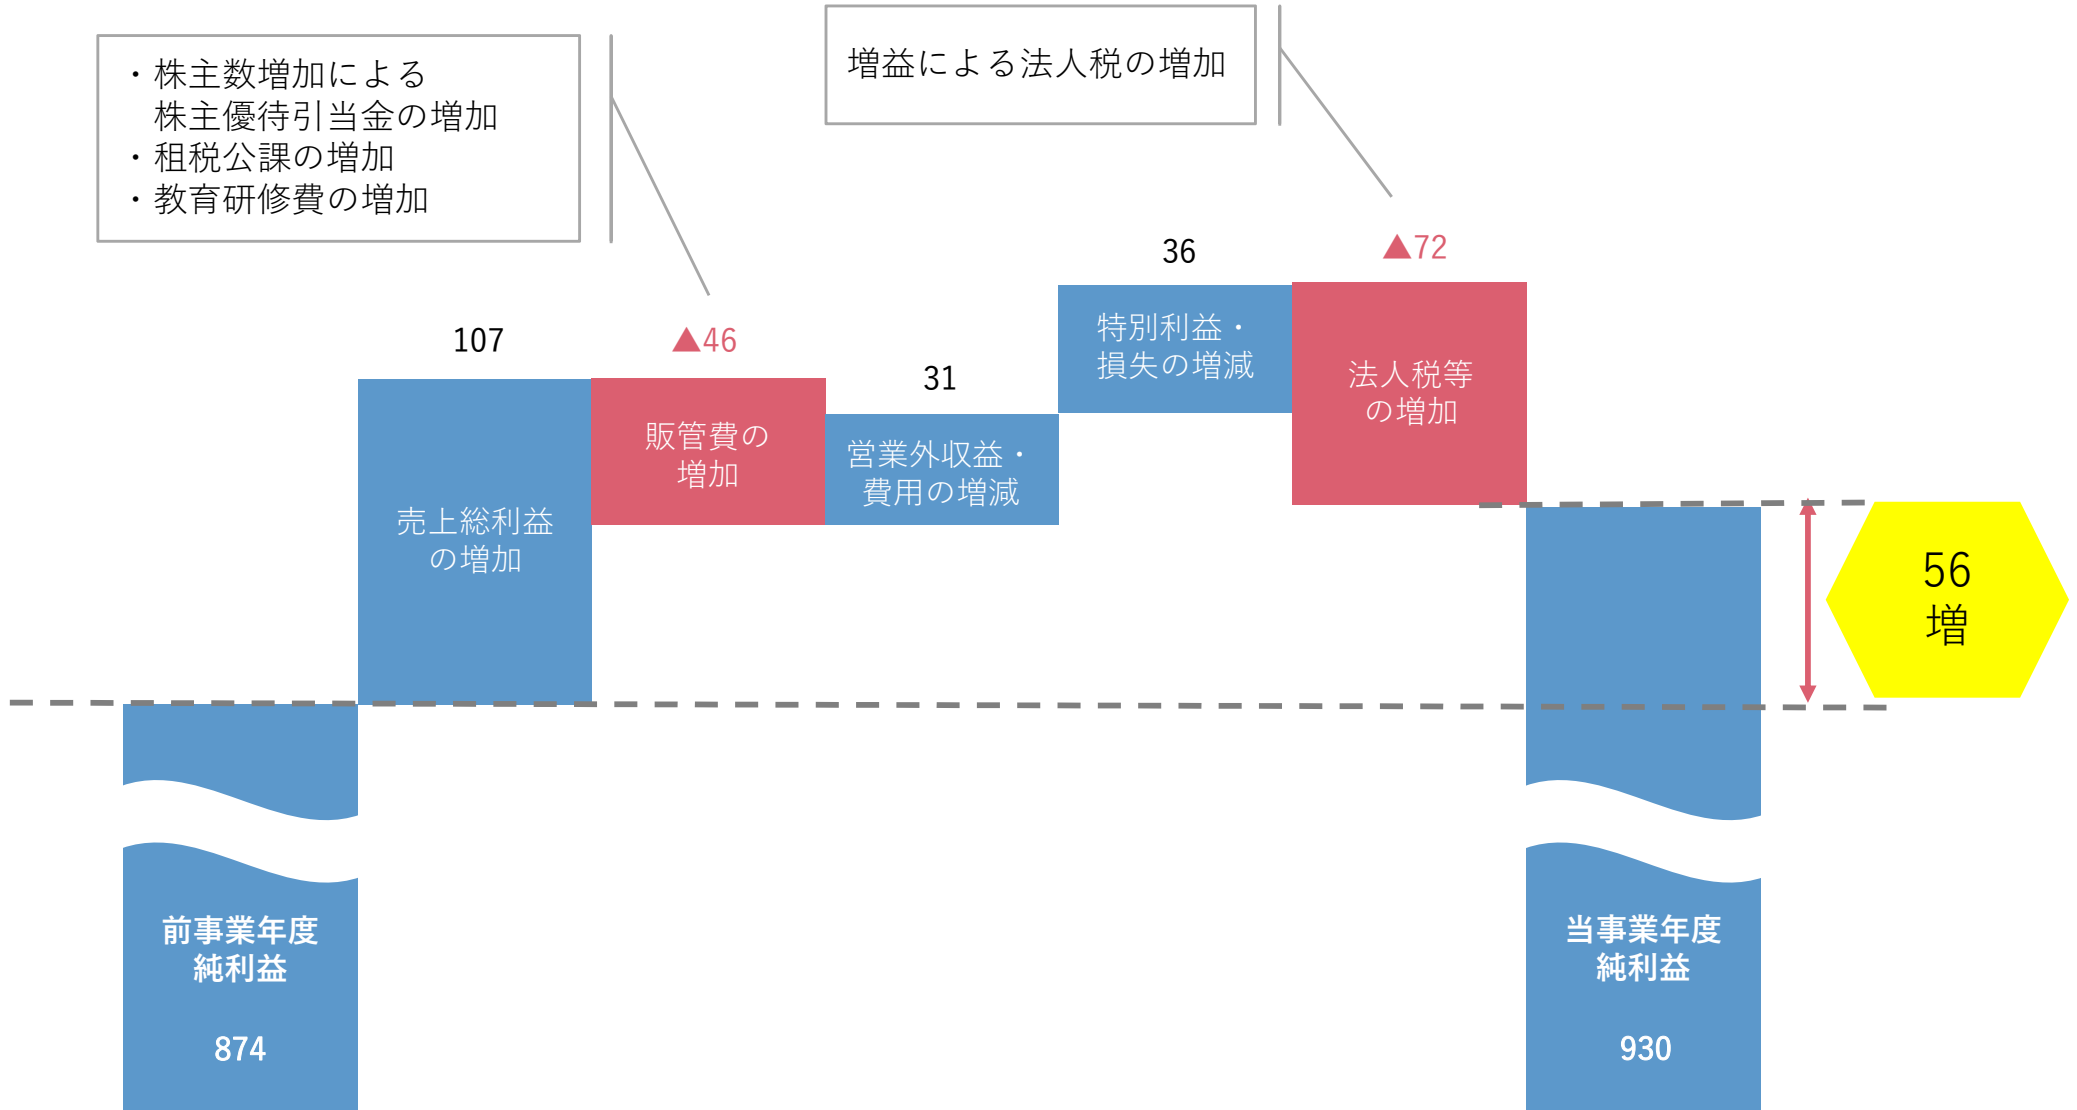 ・株主数増加による
株主優待引当金の増加
・租税公課の増加
・教育研修費の増加
増益による法人税の増加
107
▲46
31
36
▲72
売上総利益
の増加
販管費の
増加
営業外収益・
費用の増減
特別利益・
損失の増減
法人税等
の増加
56
増
前事業年度
純利益
874
当事業年度
純利益
930